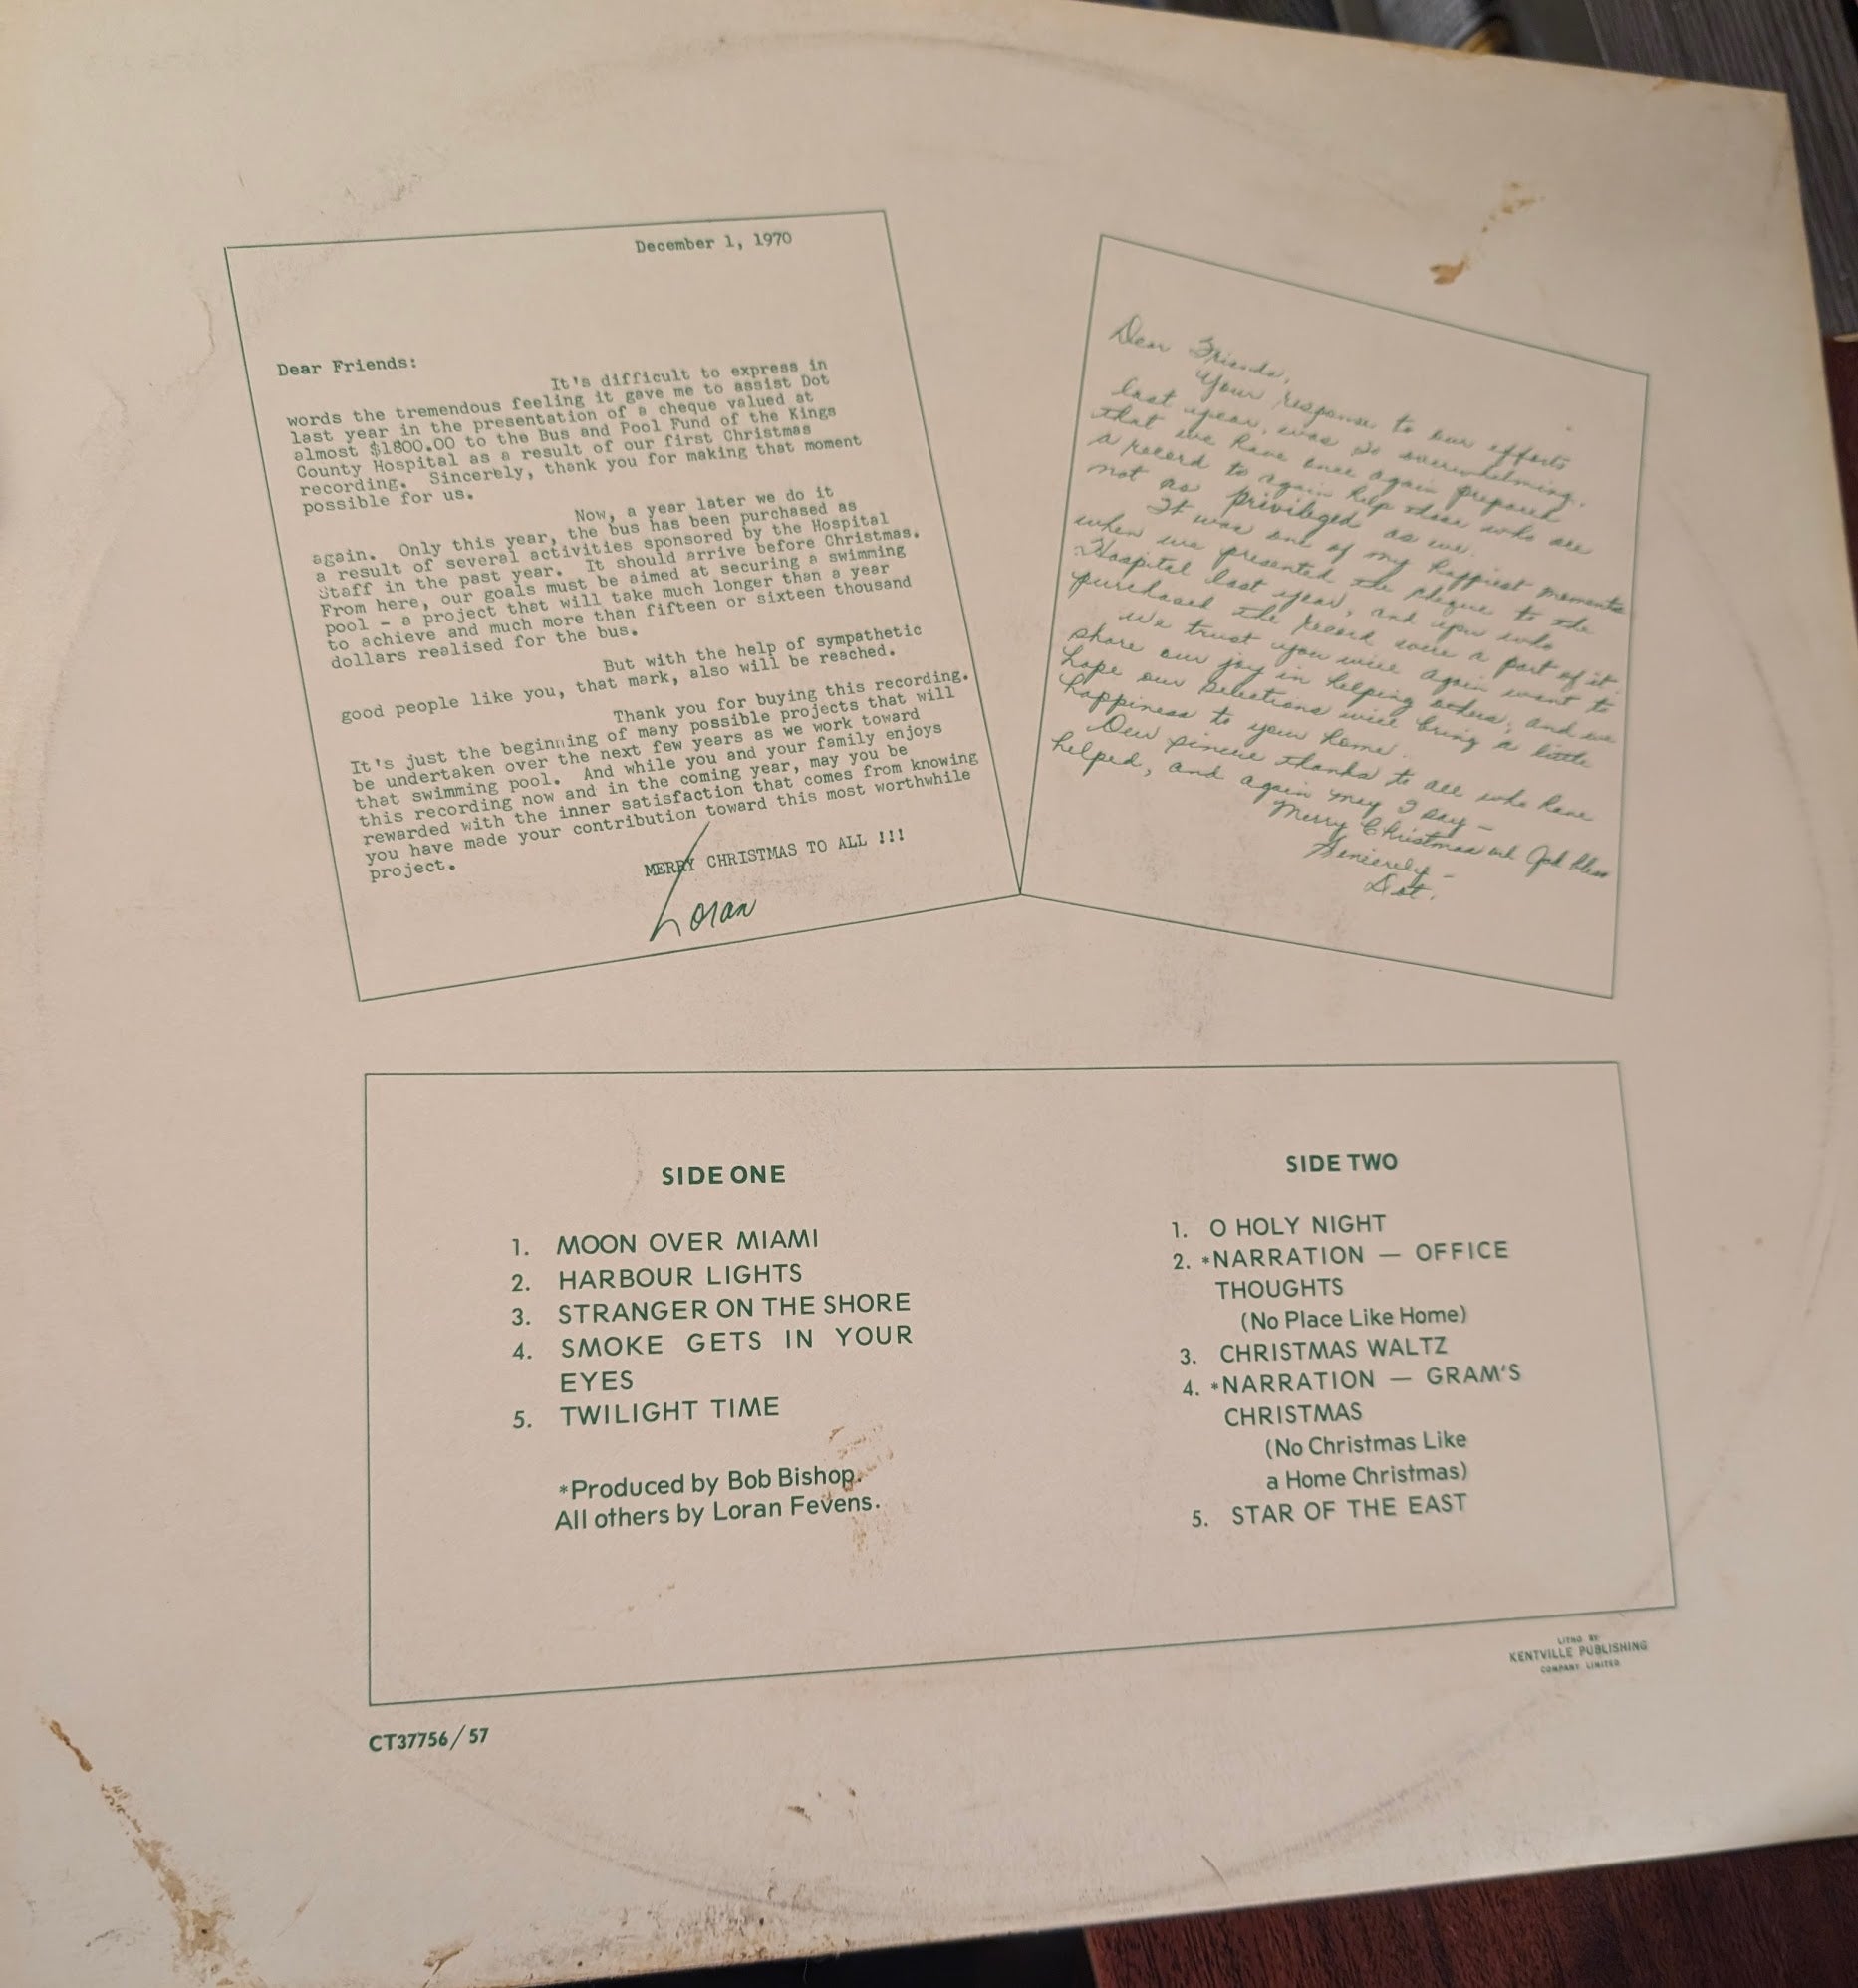 December 1, 1970
Dear Friends:
It's difficult to express in
words the tremendous feeling it gave me to assist Dot
last year in the presentation of a cheque valued at
almost $1800.00 to the Bus and Pool Fund of the Kings
County Hospital as a result of our first Christmas
recording. Sincerely, thank you for making that moment
possible for us.
Now, a year later we do it
again. Only this year, the bus has been purchased as
a result of several activities sponsored by the Hospital
Staff in the past year. It should arrive before Christmas.
From here, our goals must be aimed at securing a swimming
pool - a project that will take much longer than a year
to achieve and much more than fifteen or sixteen thousand
dollars realised for the bus.
But with the help of sympathetic
good people like you, that mark, also will be reached.
Thank you for buying this recording.
It's just the beginning of many possible projects that will
be undertaken over the next few years as we work toward
that swimming pool. And while you and your family enjoys
this recording now and in the coming year, may you be
rewarded with the inner satisfaction that comes from knowing
you have made your contribution toward this most worthwhile
project.
MERRY CHRISTMAS TO ALL !!!
Loran
Dear Friends,
Your response to our efforts
last year, was so overwhelming.
that we have once again prepared
a record to again help those who are
not as privileged as we.
It was one of my happiest moments
when we presented the cheque to the
Hospital last year, and you who
purchased the record were a part of it.
We trust you will again want to
share our joy in helping others, and we
hope our selections will bring a little
happiness to your home.
Our sincere thanks to all who have
helped, and again may I say -
Merry Christmas and God bless
Sincerely -
Dot.
SIDE ONE
1. MOON OVER MIAMI
2. HARBOUR LIGHTS
3. STRANGER ON THE SHORE
4. SMOKE GETS IN YOUR
EYES
5. TWILIGHT TIME
*Produced by Bob Bishop.
All others by Loran Fevens.
SIDE TWO
1. O HOLY NIGHT
2. *NARRATION — OFFICE
THOUGHTS
(No Place Like Home)
3. CHRISTMAS WALTZ
4. *NARRATION — GRAM'S
CHRISTMAS
(No Christmas Like
a Home Christmas)
5. STAR OF THE EAST
LITHO BY
KENTVILLE PUBLISHING
COMPANY LIMITED
CT37756/57